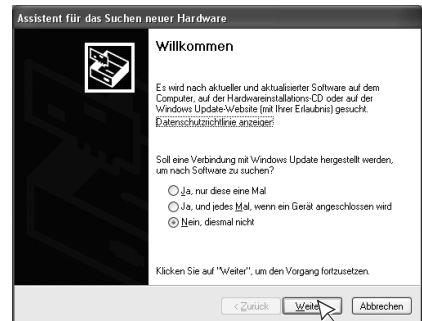 Assistent für das Suchen neuer Hardware
Willkommen
Es wird nach aktueller und aktualisierter Software auf dem
Computer, auf der Hardwareinstallations-CD oder auf der
Windows Update-Website (mit Ihrer Erlaubnis) gesucht.
Datenschutzrichtlinie anzeigen
Soll eine Verbindung mit Windows Update hergestellt werden,
um nach Software zu suchen?
Ja, nur diese eine Mal
Ja, und jedes Mal, wenn ein Gerät angeschlossen wird
Nein, diesmal nicht
Klicken Sie auf "Weiter", um den Vorgang fortzusetzen.
< Zurück Weiter Abbrechen